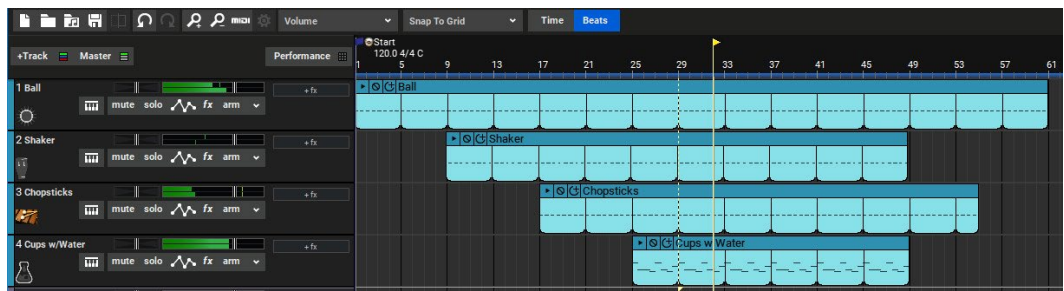 MIDI Volume Snap To Grid Time Beats
Start
+Track Master Performance 120.0 4/4 C
1 5 9 13 17 21 25 29 33 37 41 45 49 53 57 61
1 Ball +fx Ball
mute solo fx arm
2 Shaker +fx Shaker
mute solo fx arm
3 Chopsticks +fx Chopsticks
mute solo fx arm
4 Cups w/Water +fx Cups w Water
mute solo fx arm